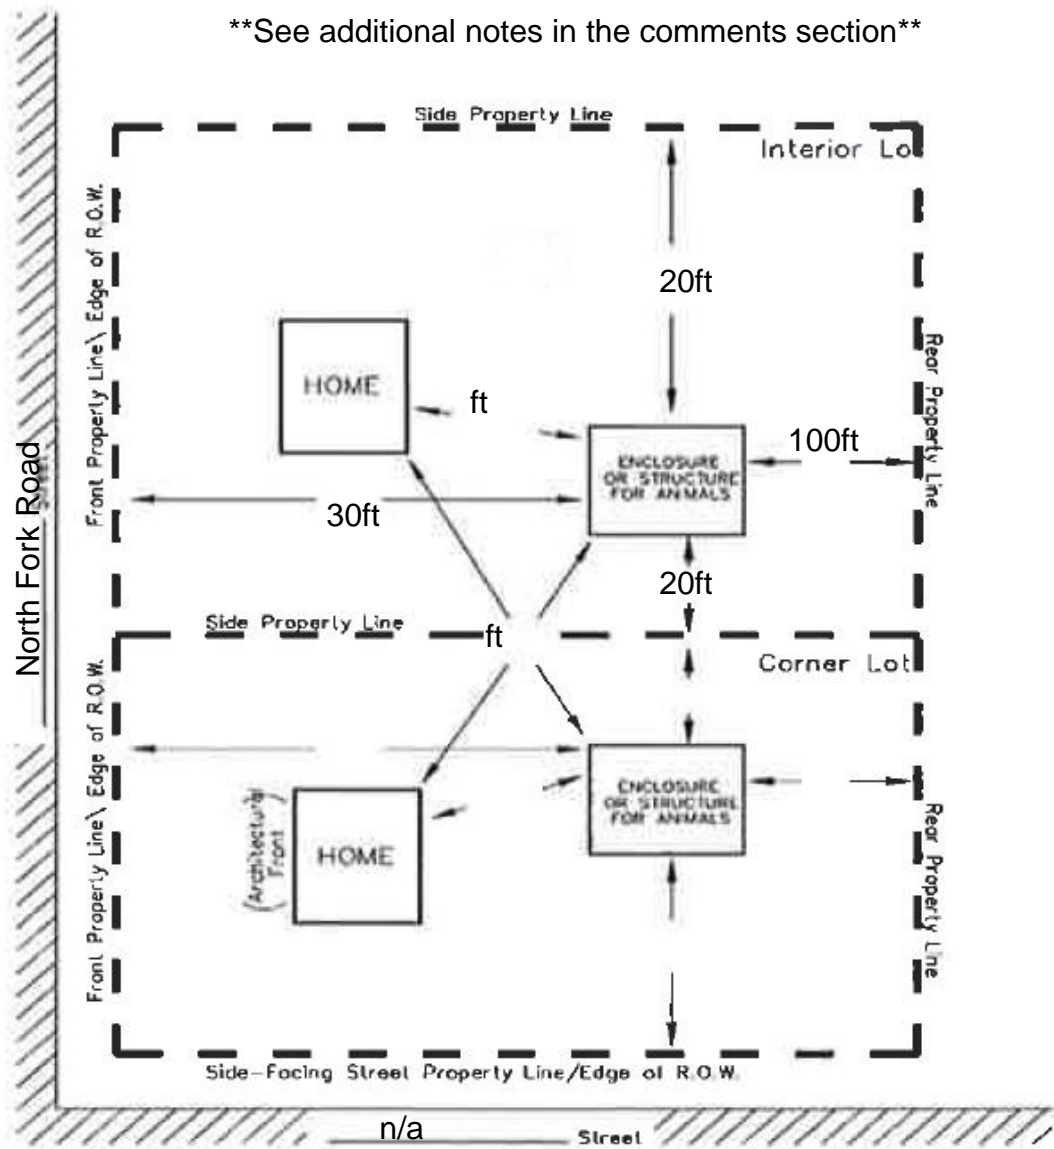 **See additional notes in the comments section**
Side Property Line
Interior Lo
Front Property Line\ Edge of R.O.W.
20ft
HOME
ft
Rear Property Line
ENCLOSURE
OR STRUCTURE
FOR ANIMALS
100ft
North Fork Road
30ft
20ft
Side Property Line
ft
Corner Lot
Front Property Line\ Edge of R.O.W.
(Architectural
Front)
HOME
ENCLOSURE
OR STRUCTURE
FOR ANIMALS
Rear Property Line
Side-Facing Street Property Line/Edge of R.O.W.
n/a
Street